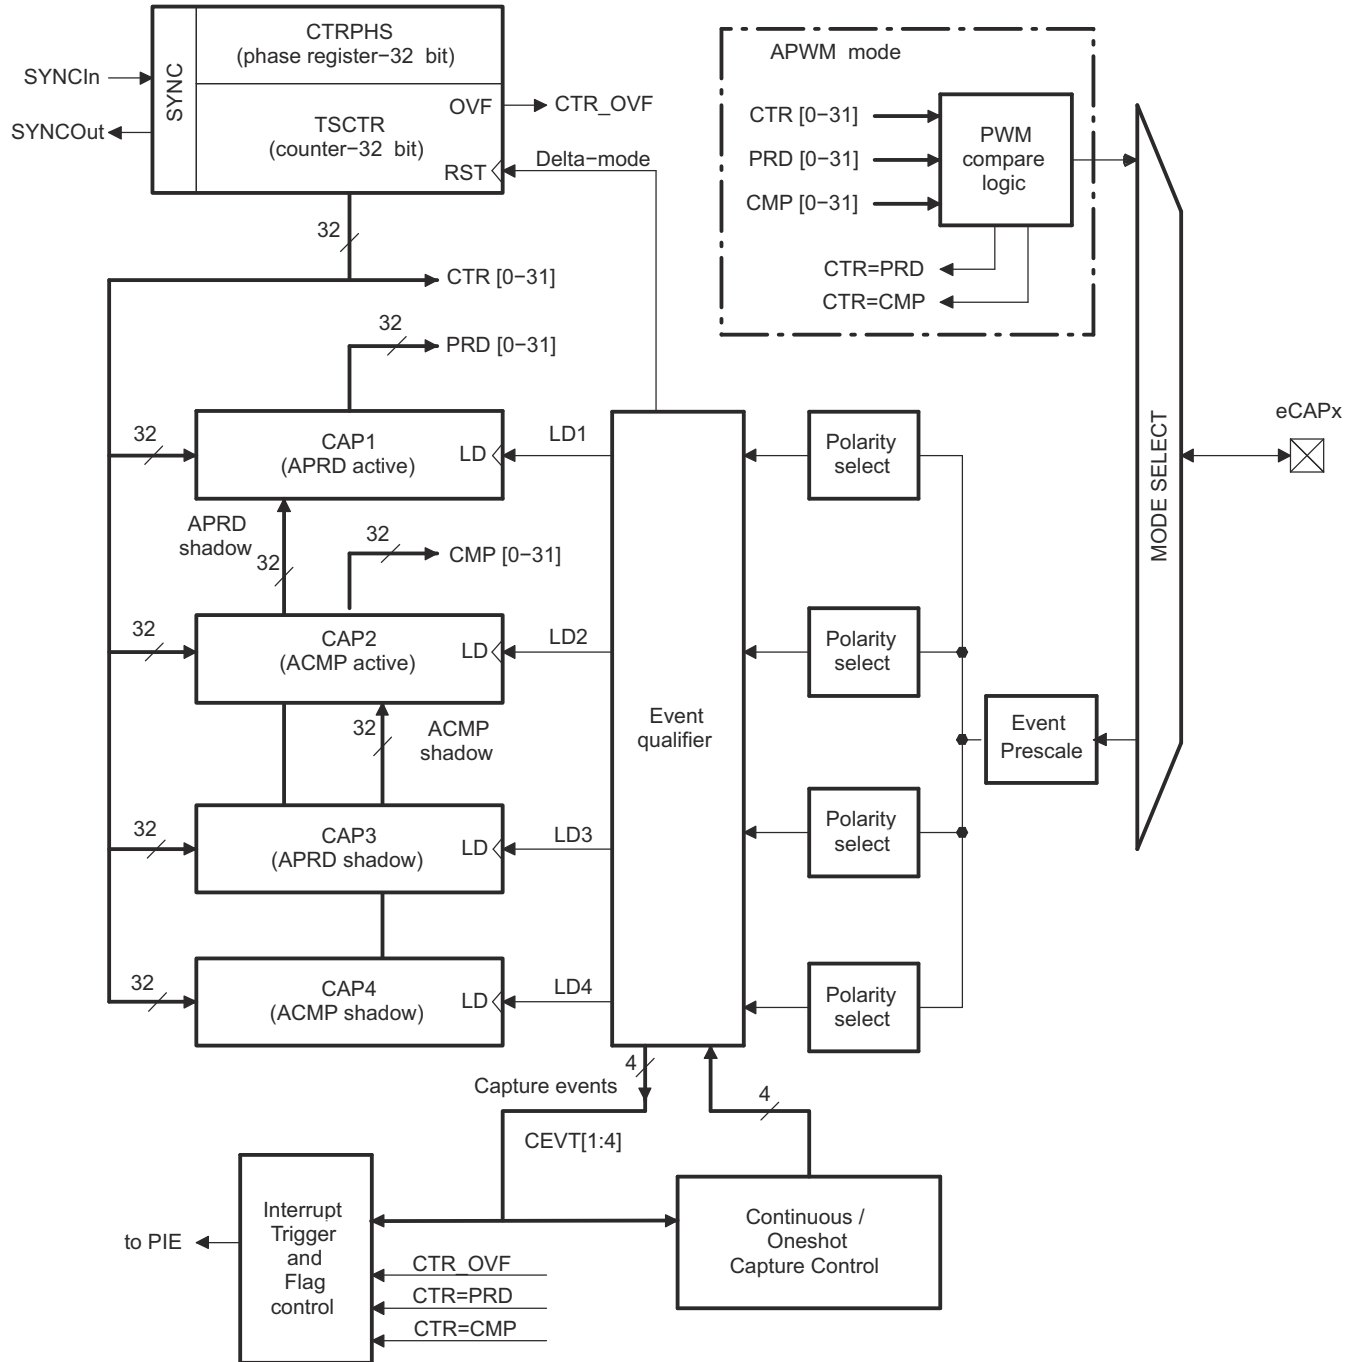 CTRPHS
(phase register−32 bit)
SYNC
SYNCIn
SYNCOut
OVF
CTR_OVF
TSCTR
(counter−32 bit)
RST
Delta−mode
32
CTR [0−31]
32
PRD [0−31]
APWM mode
CTR [0−31]
PRD [0−31]
CMP [0−31]
PWM
compare
logic
CTR=PRD
CTR=CMP
MODE SELECT
eCAPx
32
CAP1
(APRD active)
LD
LD1
Polarity
select
APRD
shadow
32
32
CMP [0−31]
32
CAP2
(ACMP active)
LD
LD2
Polarity
select
32
ACMP
shadow
Event
qualifier
Event
Prescale
32
CAP3
(APRD shadow)
LD
LD3
Polarity
select
32
CAP4
(ACMP shadow)
LD
LD4
Polarity
select
4
Capture events
4
CEVT[1:4]
to PIE
Interrupt
Trigger
and
Flag
control
CTR_OVF
CTR=PRD
CTR=CMP
Continuous /
Oneshot
Capture Control